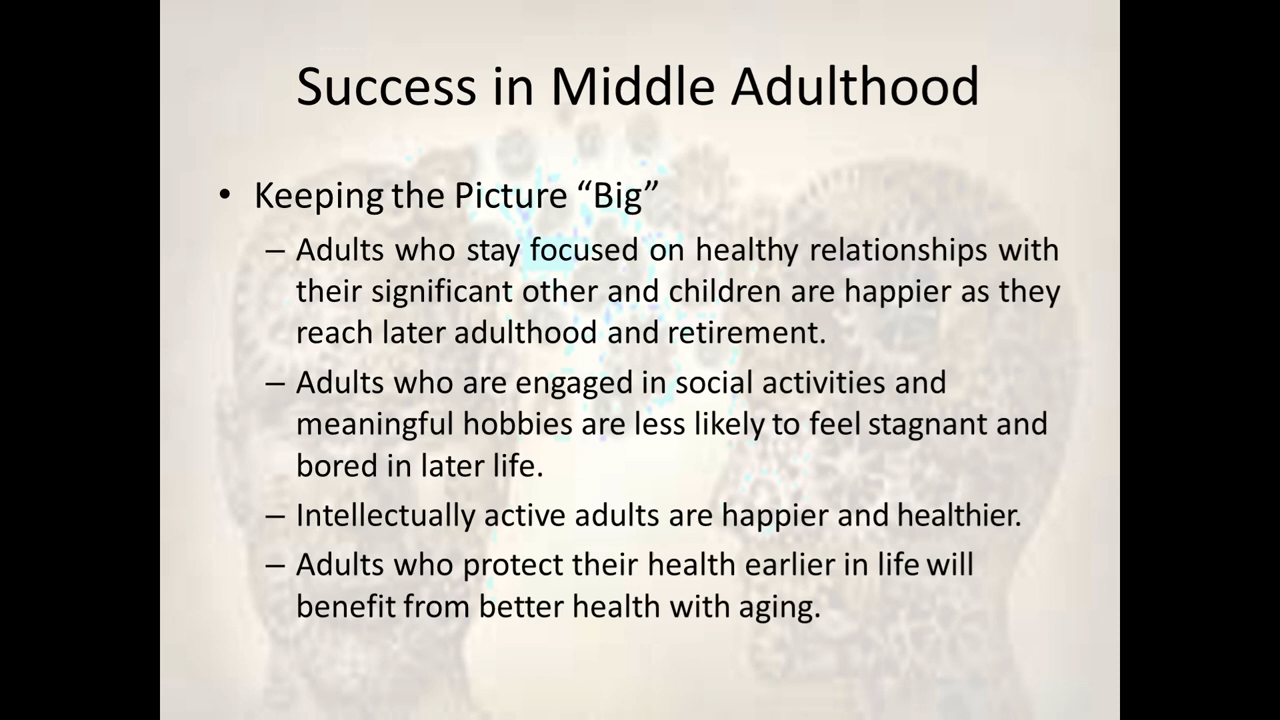 Success in Middle Adulthood
• Keeping the Picture “Big”
– Adults who stay focused on healthy relationships with
their significant other and children are happier as they
reach later adulthood and retirement.
– Adults who are engaged in social activities and
meaningful hobbies are less likely to feel stagnant and
bored in later life.
– Intellectually active adults are happier and healthier.
– Adults who protect their health earlier in life will
benefit from better health with aging.